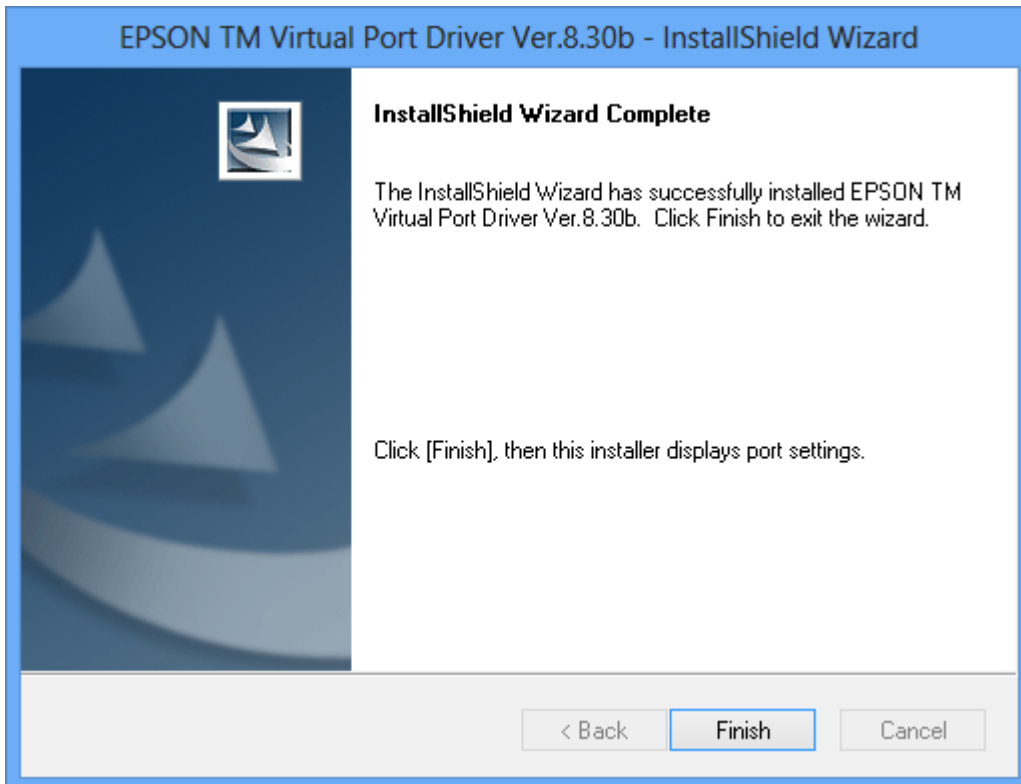 EPSON TM Virtual Port Driver Ver.8.30b - InstallShield Wizard
InstallShield Wizard Complete
The InstallShield Wizard has successfully installed EPSON TM
Virtual Port Driver Ver.8.30b. Click Finish to exit the wizard.
Click [Finish], then this installer displays port settings.
< Back
Finish
Cancel